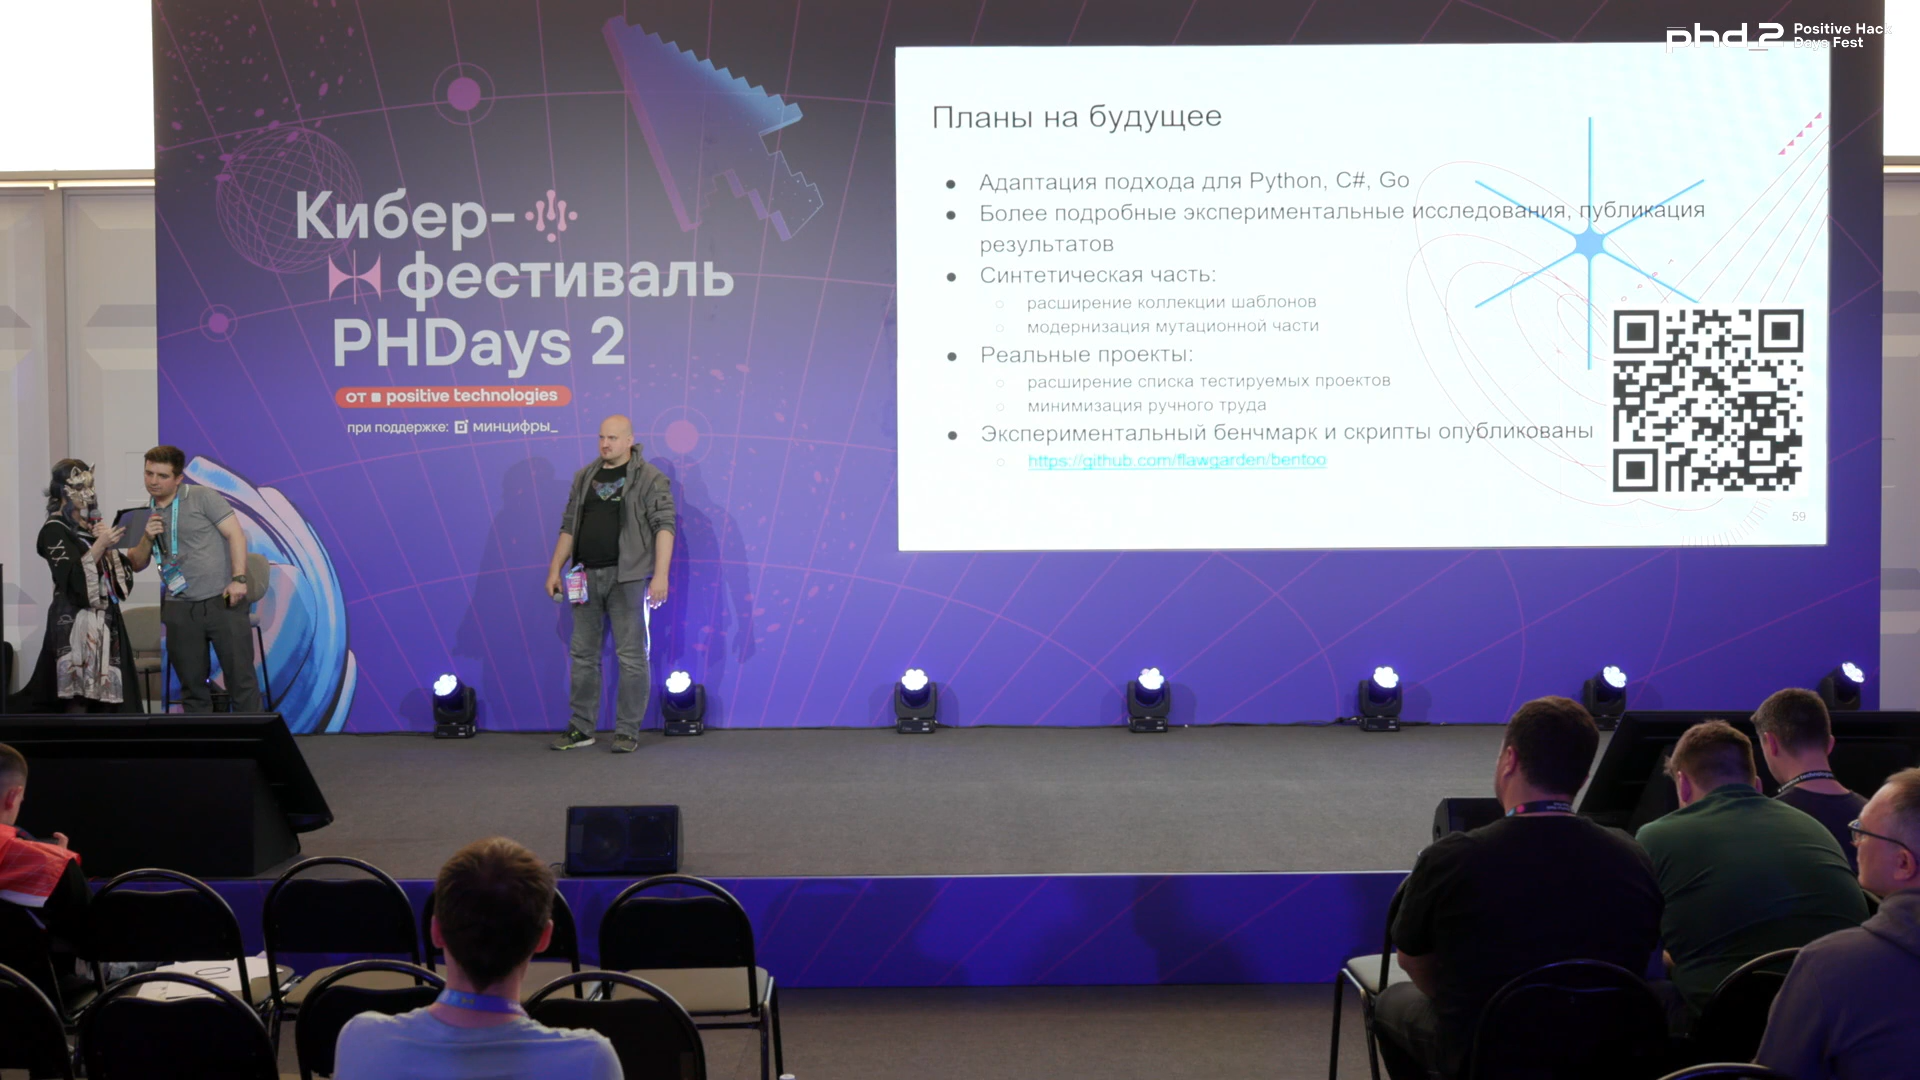 phd_2 Positive Hack
Days Fest
Кибер-
фестиваль
PHDays 2
от positive technologies
при поддержке: минцифры_
Планы на будущее
Адаптация подхода для Python, C#, Go
Более подробные экспериментальные исследования, публикация
результатов
Синтетическая часть:
расширение коллекции шаблонов
модернизация мутационной части
Реальные проекты:
расширение списка тестируемых проектов
минимизация ручного труда
Экспериментальный бенчмарк и скрипты опубликованы
https://github.com/flawgarden/bentoo
59